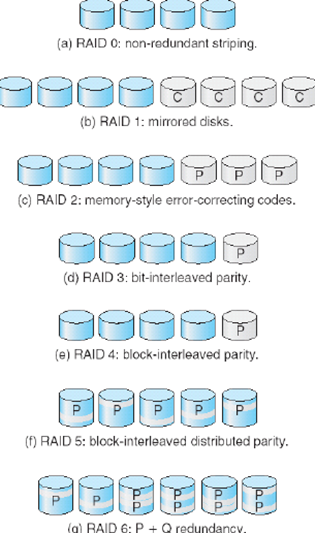 (a) RAID 0: non-redundant striping.
C C C C
(b) RAID 1: mirrored disks.
P P P
(c) RAID 2: memory-style error-correcting codes.
P
(d) RAID 3: bit-interleaved parity.
P
(e) RAID 4: block-interleaved parity.
P P P P P
(f) RAID 5: block-interleaved distributed parity.
P P P P P P
P P P P
(g) RAID 6: P + Q redundancy.